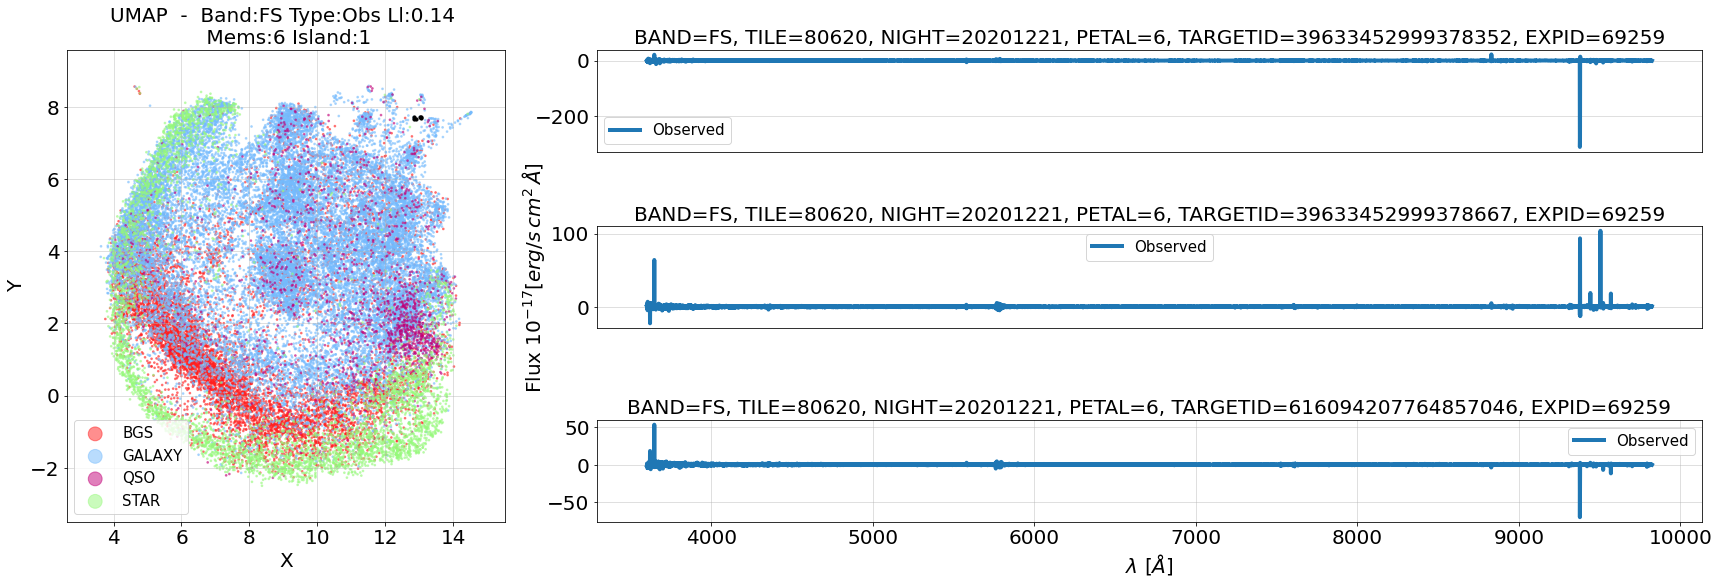 UMAP - Band:FS Type:Obs Ll:0.14
Mems:6 Island:1
8
6
4
2
0
−2
Y
4
6
8
10
12
14
X
BGS
GALAXY
QSO
STAR
Flux 10−17[erg/s cm2 Å]
BAND=FS, TILE=80620, NIGHT=20201221, PETAL=6, TARGETID=39633452999378352, EXPID=69259
0
−200
Observed
BAND=FS, TILE=80620, NIGHT=20201221, PETAL=6, TARGETID=39633452999378667, EXPID=69259
100
0
Observed
BAND=FS, TILE=80620, NIGHT=20201221, PETAL=6, TARGETID=616094207764857046, EXPID=69259
50
0
−50
Observed
4000
5000
6000
7000
8000
9000
10000
λ [Å]